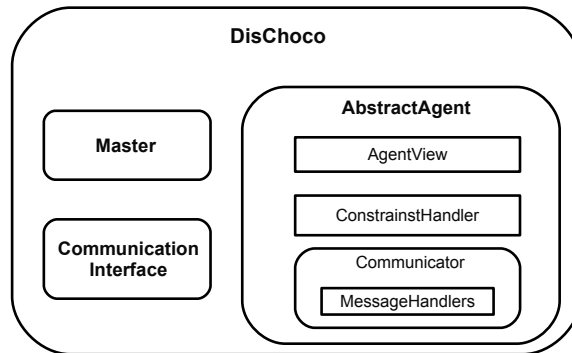 DisChoco
Master
Communication
Interface
AbstractAgent
AgentView
ConstrainstHandler
Communicator
MessageHandlers